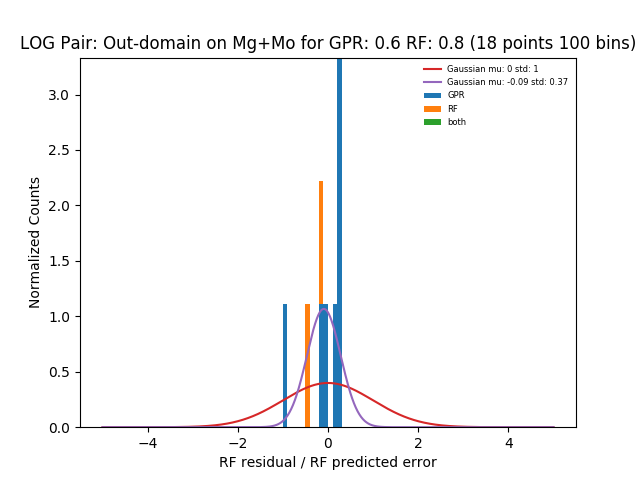 LOG Pair: Out-domain on Mg+Mo for GPR: 0.6 RF: 0.8 (18 points 100 bins)
Gaussian mu: 0 std: 1
Gaussian mu: -0.09 std: 0.37
GPR
RF
both
Normalized Counts
3.0
2.5
2.0
1.5
1.0
0.5
0.0
−4
−2
0
2
4
RF residual / RF predicted error